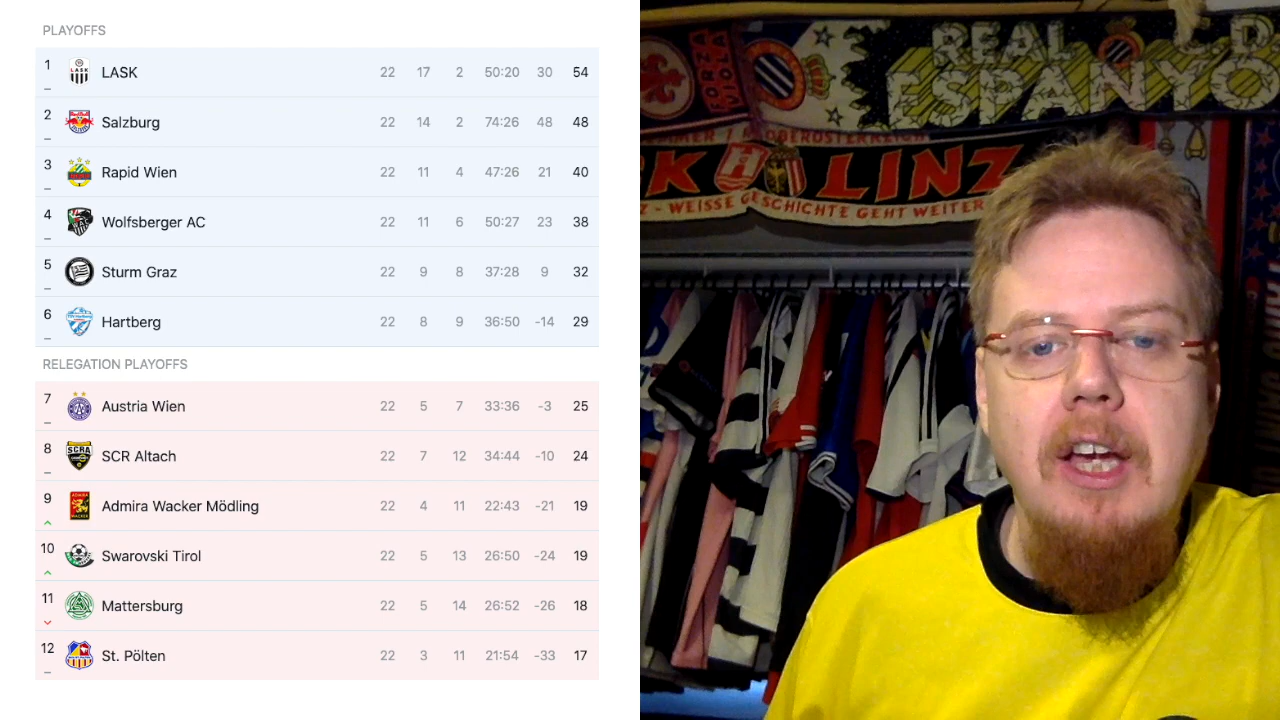 PLAYOFFS
1 LASK 22 17 2 50:20 30 54
2 Salzburg 22 14 2 74:26 48 48
3 Rapid Wien 22 11 4 47:26 21 40
4 Wolfsberger AC 22 11 6 50:27 23 38
5 Sturm Graz 22 9 8 37:28 9 32
6 Hartberg 22 8 9 36:50 -14 29
RELEGATION PLAYOFFS
7 Austria Wien 22 5 7 33:36 -3 25
8 SCR Altach 22 7 12 34:44 -10 24
9 Admira Wacker Mödling 22 4 11 22:43 -21 19
10 Swarovski Tirol 22 5 13 26:50 -24 19
11 Mattersburg 22 5 14 26:52 -26 18
12 St. Pölten 22 3 11 21:54 -33 17
FORZA VIOLA
REAL C D
ESPANYO
OBERÖSTERREICH
K LINZ
Z - WEISSE GESCHICHTE GEHT WEITER